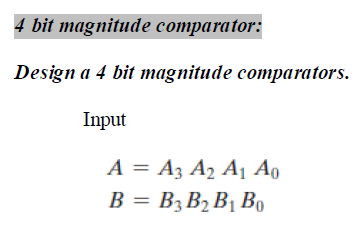 4 bit magnitude comparator:
Design a 4 bit magnitude comparators.
Input
A = A₃ A₂ A₁ A₀
B = B₃ B₂ B₁ B₀